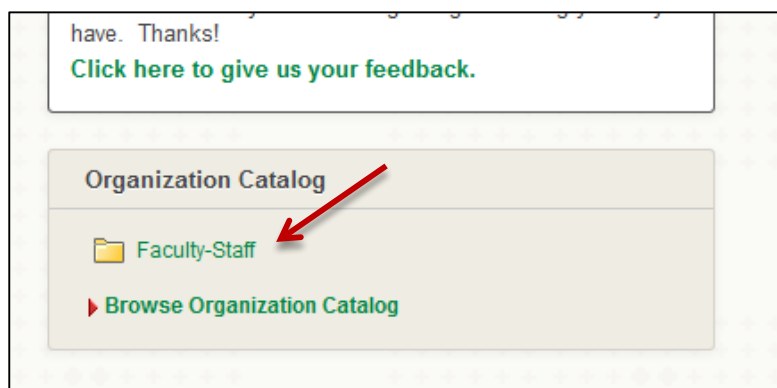 have. Thanks!
Click here to give us your feedback.
Organization Catalog
Faculty-Staff
Browse Organization Catalog